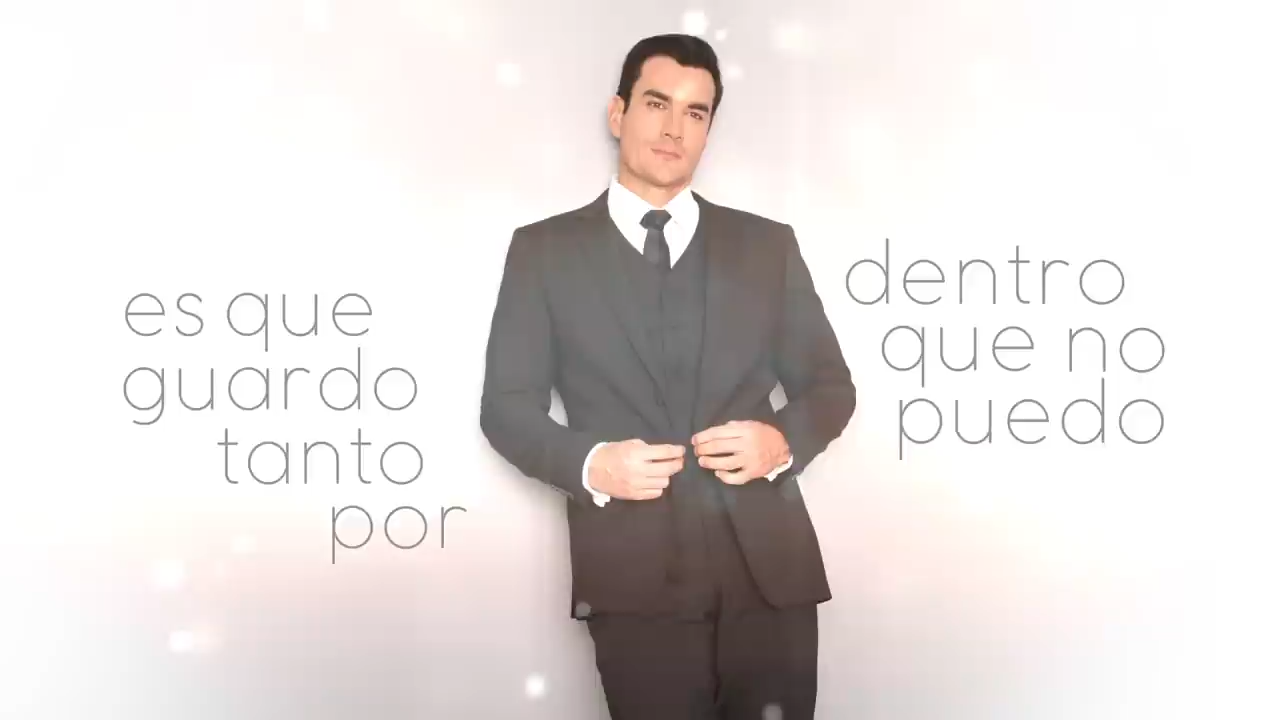 es que
guardo
tanto
por
dentro
que no
puedo